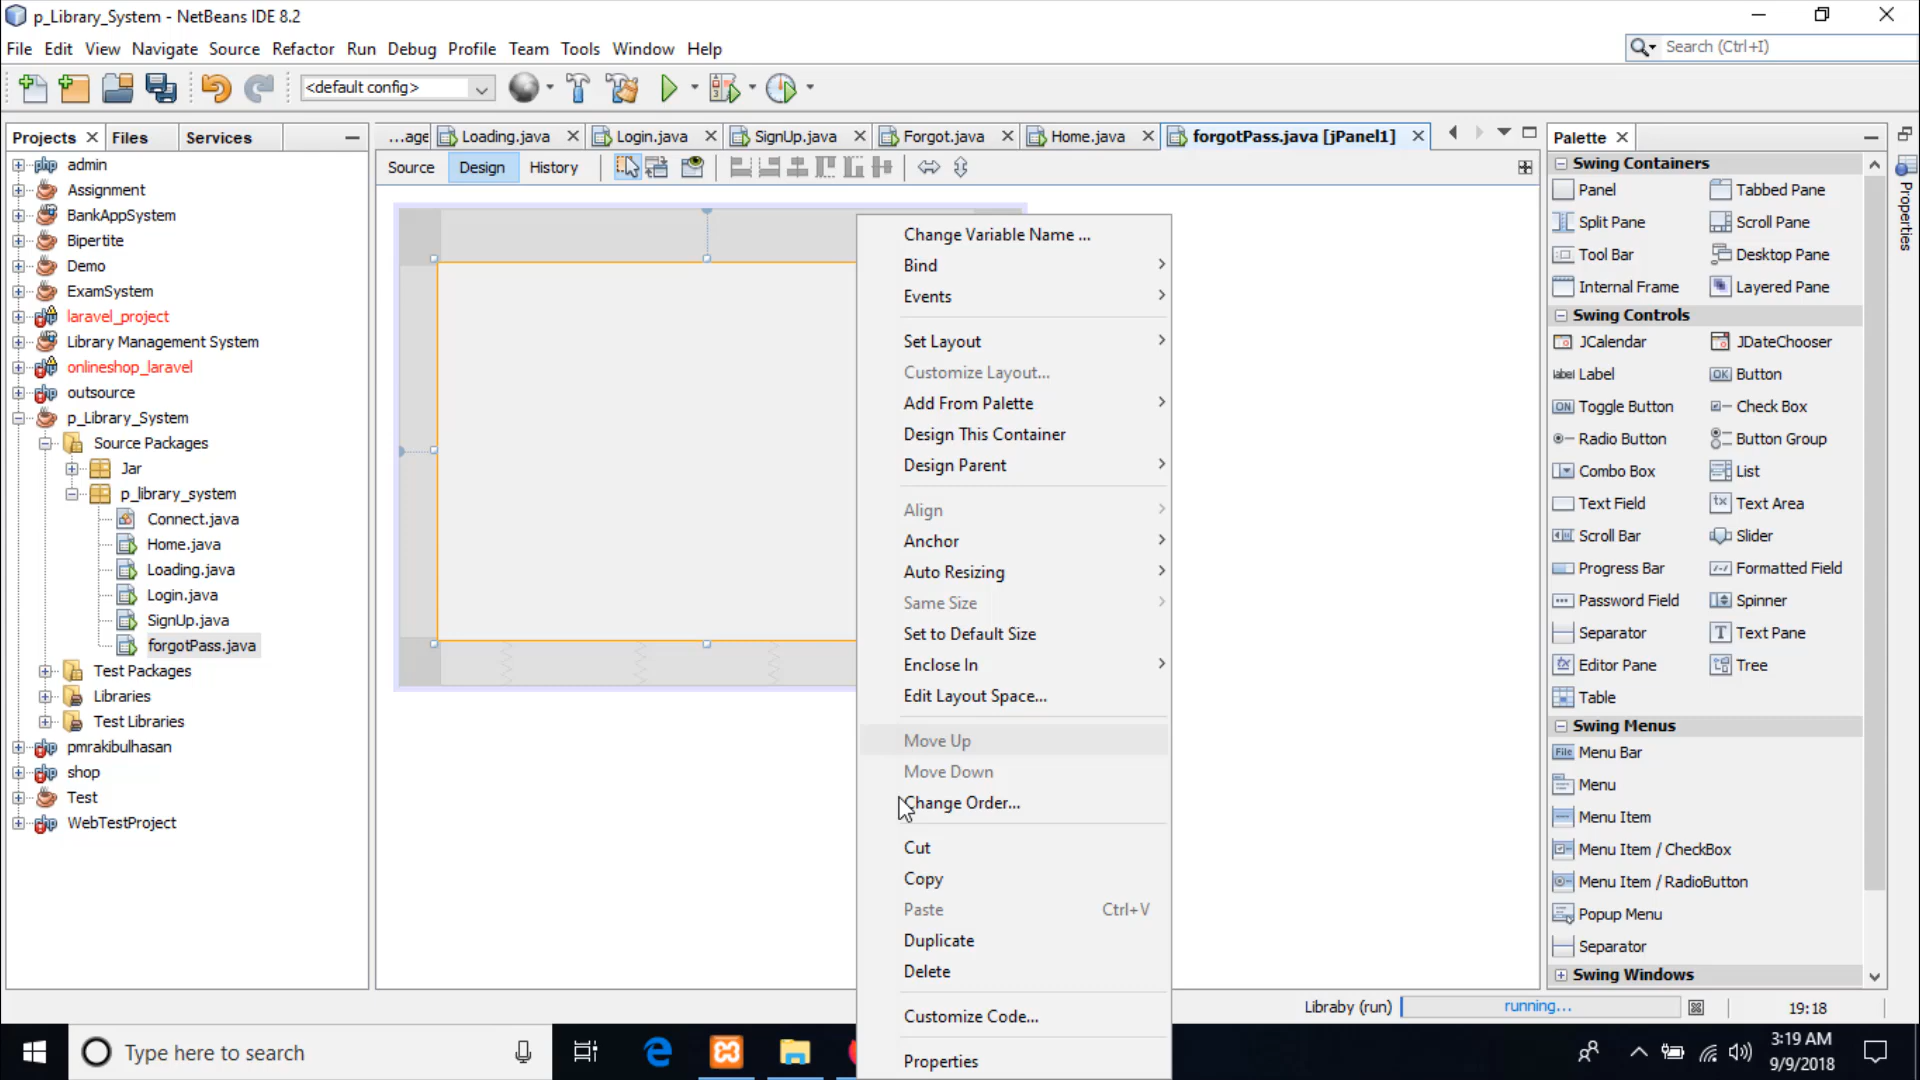 p_Library_System - NetBeans IDE 8.2
File Edit View Navigate Source Refactor Run Debug Profile Team Tools Window Help
Search (Ctrl+I)
<default config>
Projects Files Services
...age Loading.java Login.java SignUp.java Forgot.java Home.java forgotPass.java [jPanel1]
Source Design History
admin
Assignment
BankAppSystem
Bipertite
Demo
ExamSystem
laravel_project
Library Management System
onlineshop_laravel
outsource
p_Library_System
Source Packages
Jar
p_library_system
Connect.java
Home.java
Loading.java
Login.java
SignUp.java
forgotPass.java
Test Packages
Libraries
Test Libraries
pmrakibulhasan
shop
Test
WebTestProject
Change Variable Name ...
Bind
Events
Set Layout
Customize Layout...
Add From Palette
Design This Container
Design Parent
Align
Anchor
Auto Resizing
Same Size
Set to Default Size
Enclose In
Edit Layout Space...
Move Up
Move Down
Change Order...
Cut
Copy
Paste Ctrl+V
Duplicate
Delete
Customize Code...
Properties
Palette
Swing Containers
Panel Tabbed Pane
Split Pane Scroll Pane
Tool Bar Desktop Pane
Internal Frame Layered Pane
Swing Controls
JCalendar JDateChooser
label Label OK Button
ON Toggle Button Check Box
Radio Button Button Group
Combo Box List
Text Field Text Area
Scroll Bar Slider
Progress Bar Formatted Field
Password Field Spinner
Separator Text Pane
Editor Pane Tree
Table
Swing Menus
File Menu Bar
Menu
Menu Item
Menu Item / CheckBox
Menu Item / RadioButton
Popup Menu
Separator
Swing Windows
Properties
Libraby (run) running... 19:18
Type here to search
3:19 AM
9/9/2018